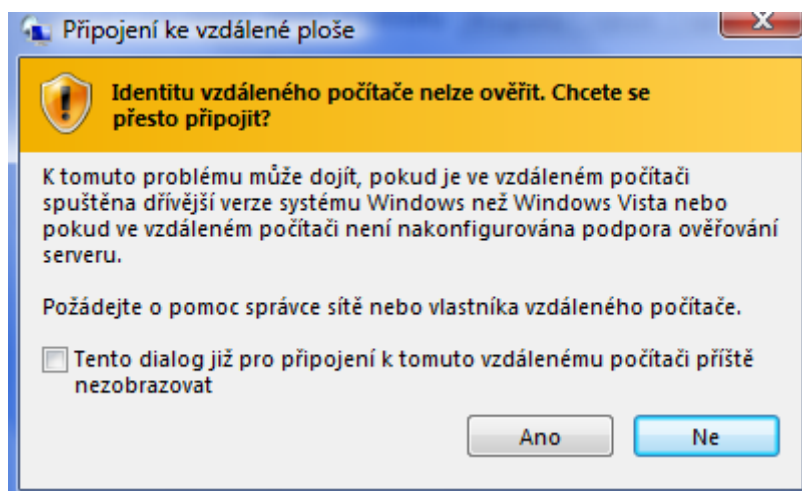 Připojení ke vzdálené ploše
Identitu vzdáleného počítače nelze ověřit. Chcete se
přesto připojit?
K tomuto problému může dojít, pokud je ve vzdáleném počítači
spuštěna dřívější verze systému Windows než Windows Vista nebo
pokud ve vzdáleném počítači není nakonfigurována podpora ověřování
serveru.
Požádejte o pomoc správce sítě nebo vlastníka vzdáleného počítače.
Tento dialog již pro připojení k tomuto vzdálenému počítači příště
nezobrazovat
Ano Ne